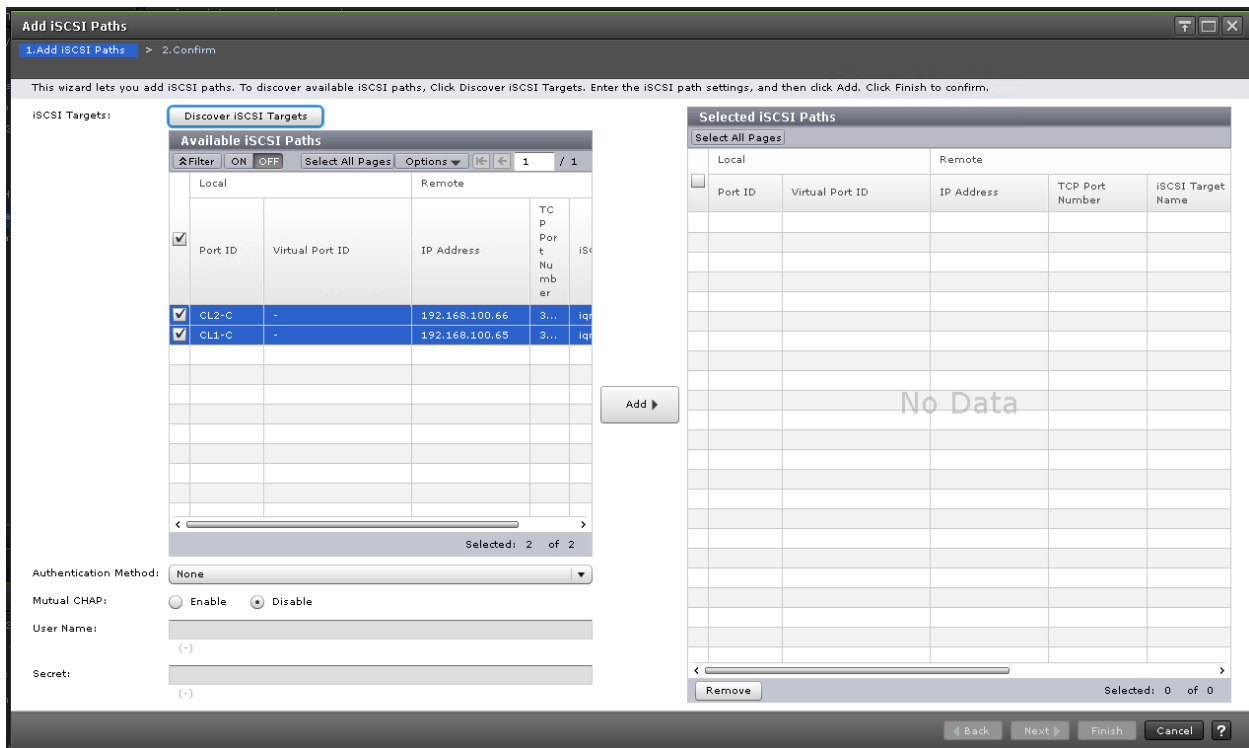 Add iSCSI Paths
1.Add iSCSI Paths > 2.Confirm
This wizard lets you add iSCSI paths. To discover available iSCSI paths, Click Discover iSCSI Targets. Enter the iSCSI path settings, and then click Add. Click Finish to confirm.
iSCSI Targets:
Discover iSCSI Targets
Available iSCSI Paths
Filter ON OFF Select All Pages Options 1 / 1
Local Remote
Port ID Virtual Port ID IP Address TCP Port Number iSC
CL2-C - 192.168.100.66 3... iqr
CL1-C - 192.168.100.65 3... iqr
Selected: 2 of 2
Authentication Method: None
Mutual CHAP: Enable Disable
User Name:
(-)
Secret:
(-)
Add
Selected iSCSI Paths
Select All Pages
Local Remote
Port ID Virtual Port ID IP Address TCP Port Number iSCSI Target Name
No Data
Remove Selected: 0 of 0
Back Next Finish Cancel ?